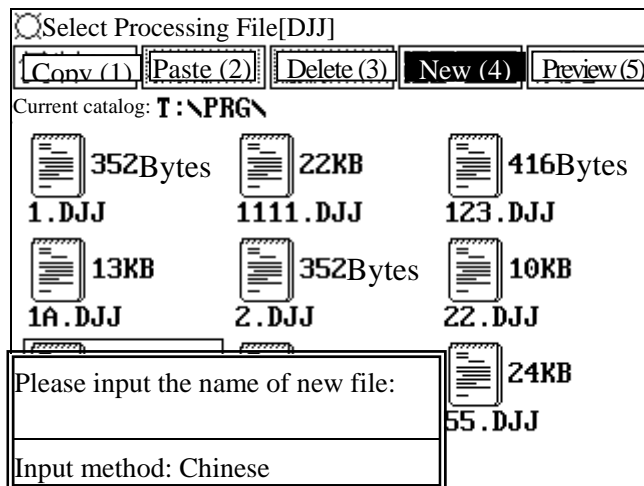 Select Processing File[DJJ]
Copy (1) Paste (2) Delete (3) New (4) Preview(5)
Current catalog: T:\PRG\
352Bytes 22KB 416Bytes
1.DJJ 1111.DJJ 123.DJJ
13KB 352Bytes 10KB
1A.DJJ 2.DJJ 22.DJJ
24KB
55.DJJ
Please input the name of new file:
Input method: Chinese